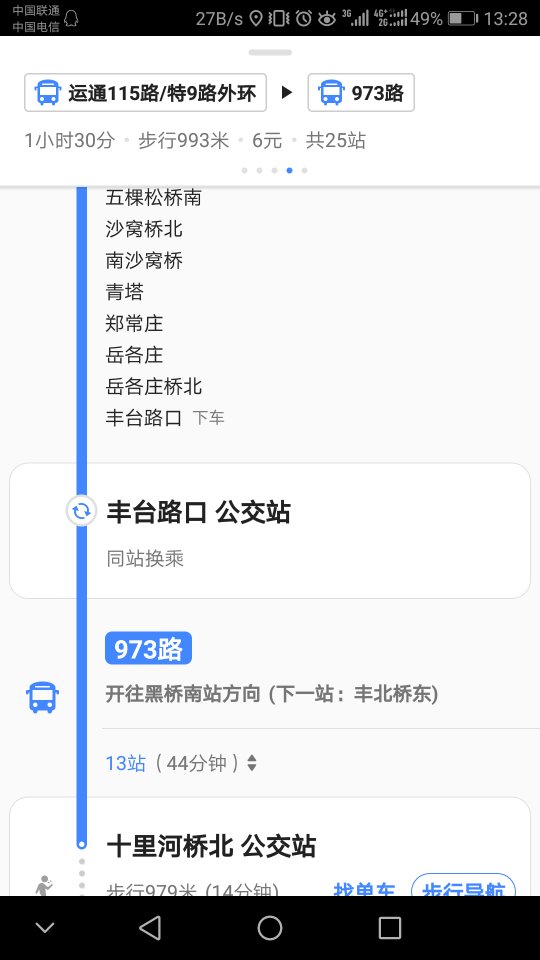 中国联通
中国电信
27B/s 3G 4G 2G 49% 13:28
运通115路/特9路外环 ▶ 973路
1小时30分 · 步行993米 · 6元 · 共25站
五棵松桥南
沙窝桥北
南沙窝桥
青塔
郑常庄
岳各庄
岳各庄桥北
丰台路口 下车
丰台路口 公交站
同站换乘
973路
开往黑桥南站方向 (下一站：丰北桥东)
13站（44分钟）
十里河桥北 公交站
步行979米 (14分钟) 找单车 步行导航